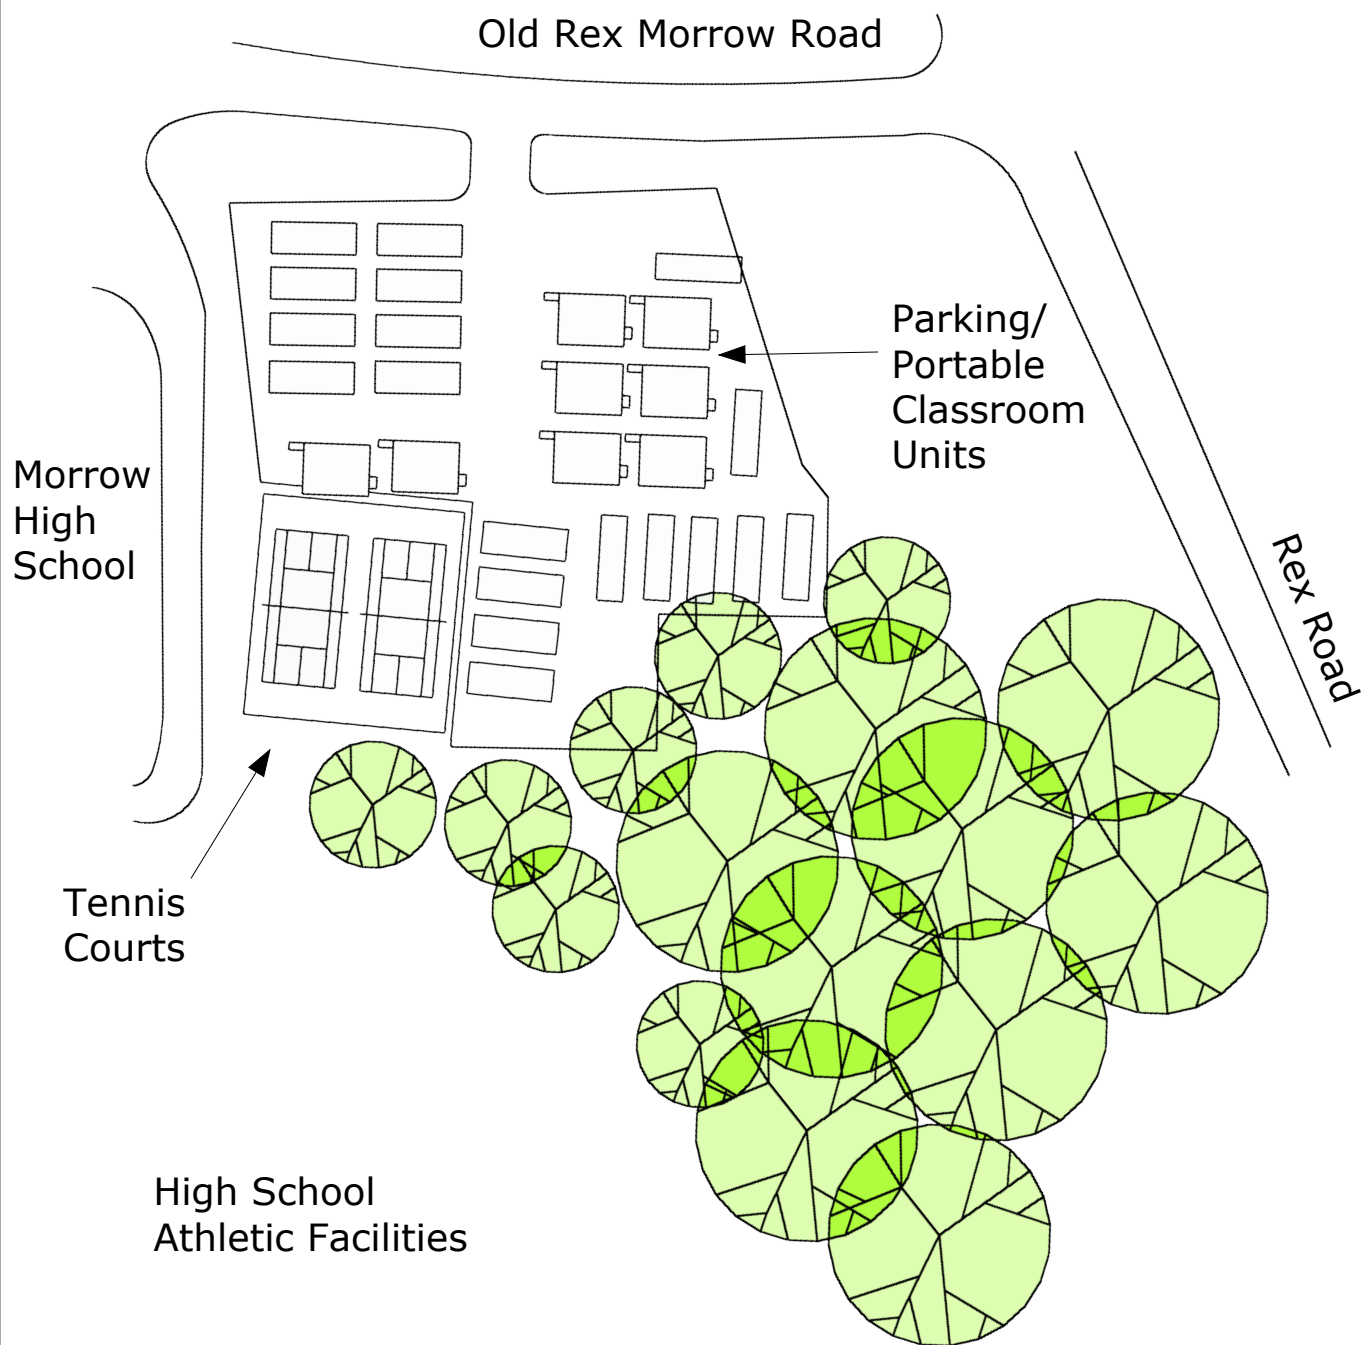 Old Rex Morrow Road
Parking/
Portable
Classroom
Units
Morrow
High
School
Rex Road
Tennis
Courts
High School
Athletic Facilities